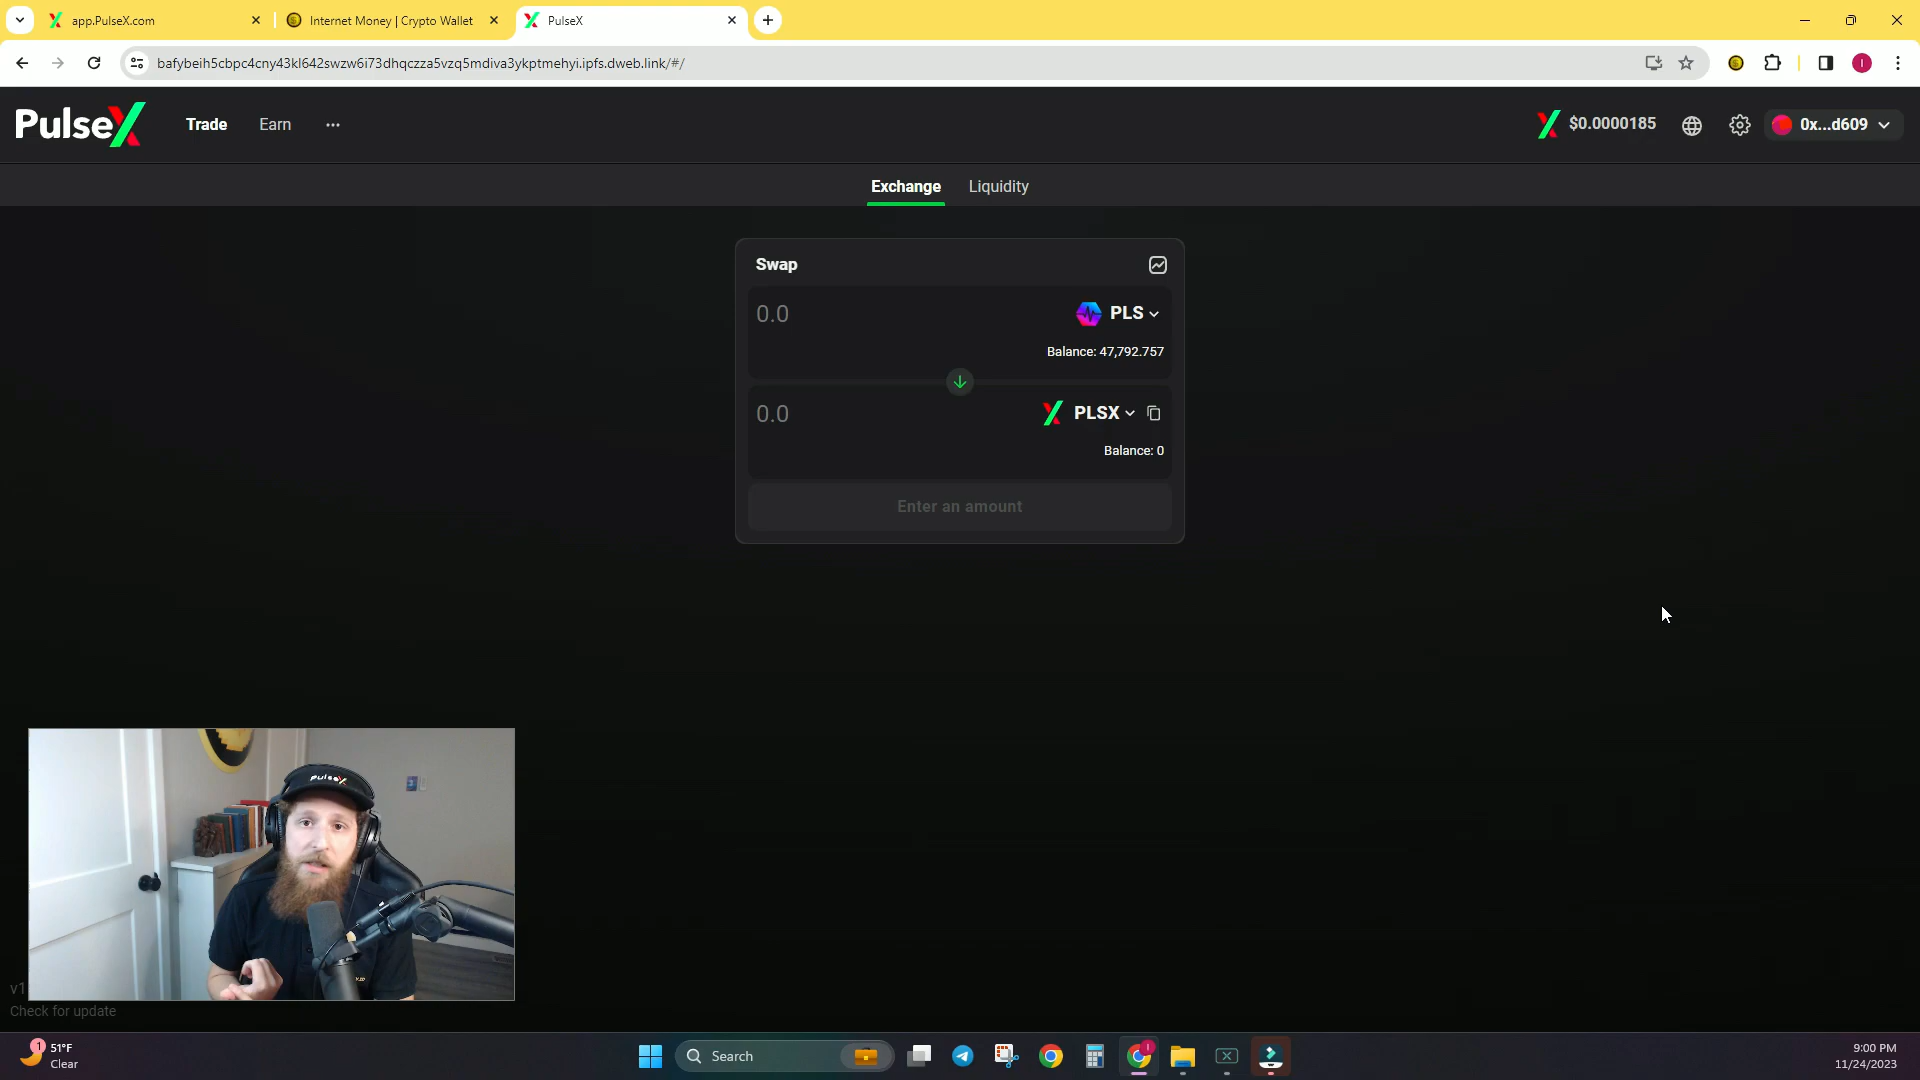 app.PulseX.com
Internet Money | Crypto Wallet
PulseX
bafybeih5cbpc4cny43kl642swzw6i73dhqczza5vzq5mdiva3ykptmehyi.ipfs.dweb.link/#/
PulseX
Trade
Earn
$0.0000185
0x...d609
Exchange
Liquidity
Swap
0.0
PLS
Balance: 47,792.757
0.0
PLSX
Balance: 0
Enter an amount
PulseX
v1
Check for update
1
51°F
Clear
Search
9:00 PM
11/24/2023